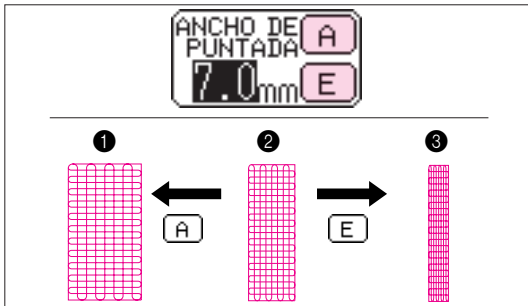 ANCHO DE A
PUNTADA
7.0mm E
1 2 3
A E